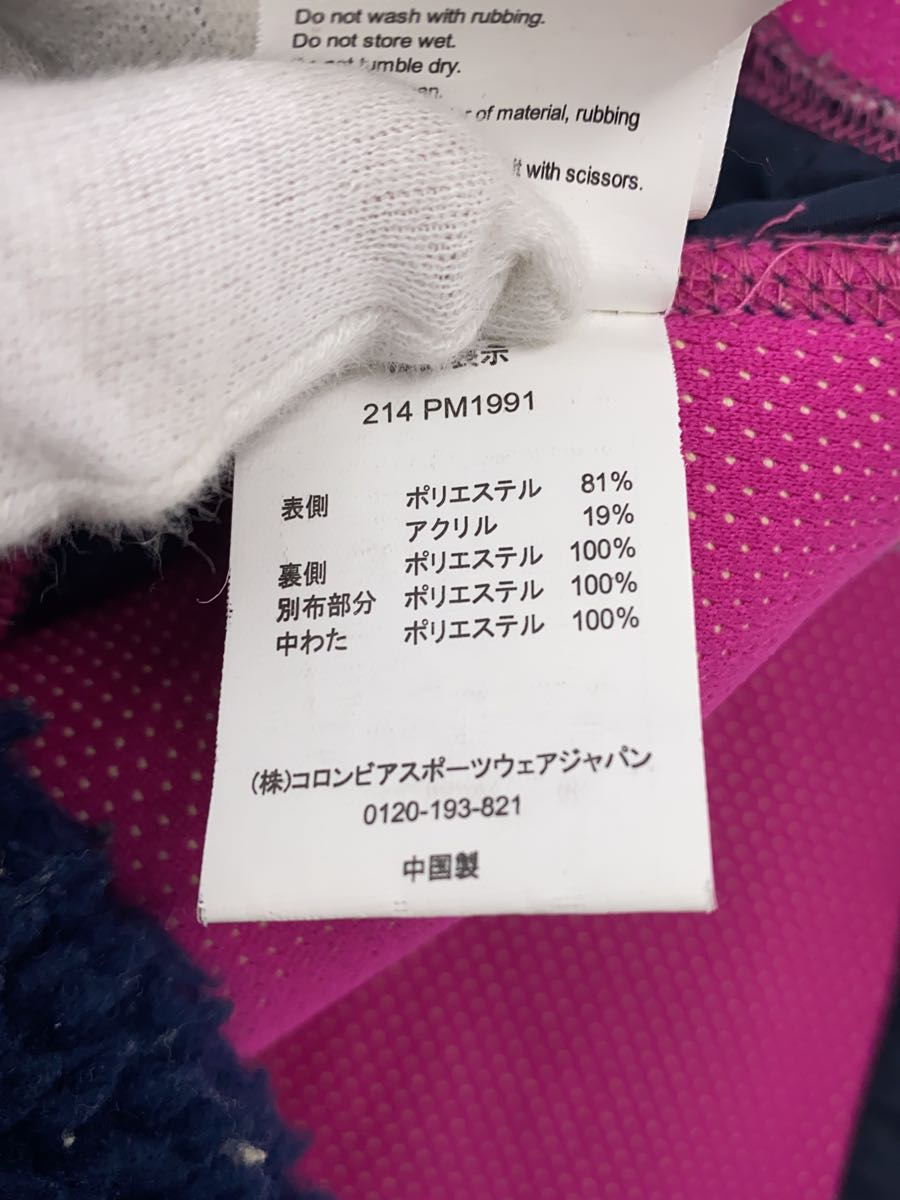 Do not wash with rubbing.
Do not store wet.
tumble dry.
of material, rubbing
with scissors.
表示
214 PM1991
表側 ポリエステル 81%
アクリル 19%
裏側 ポリエステル 100%
別布部分 ポリエステル 100%
中わた ポリエステル 100%
(株)コロンビアスポーツウェアジャパン
0120-193-821
中国製